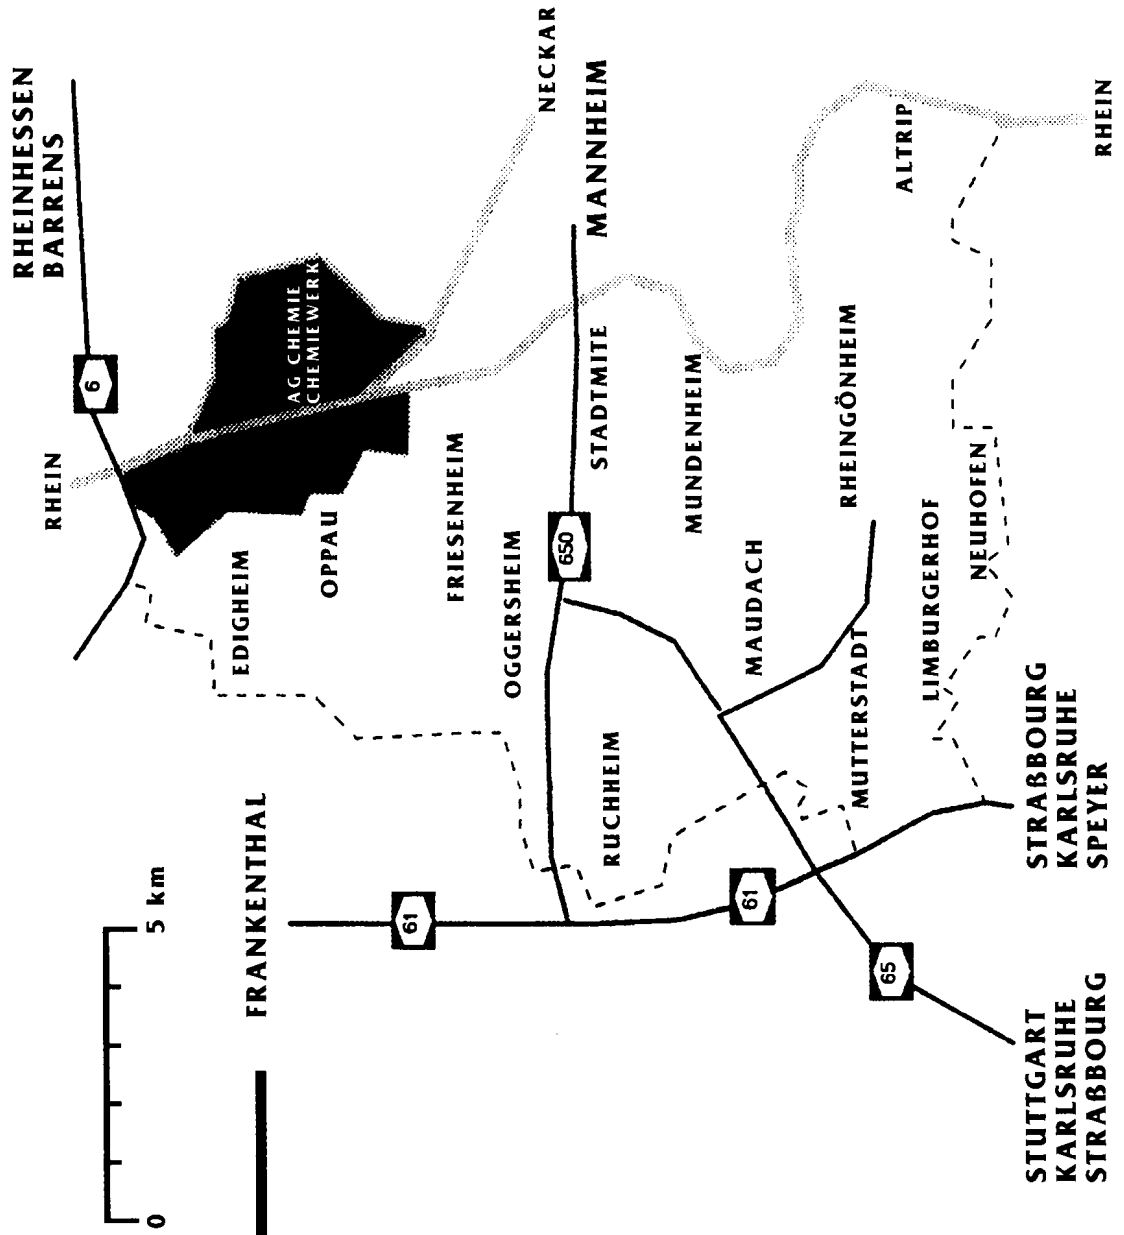 0
5 km
FRANKENTHAL
61
61
65
STUTTGART
KARLSRUHE
STRAßBOURG
STRAßBOURG
KARLSRUHE
SPEYER
RUCHHEIM
MUTTERSTADT
LIMBURGERHOF
NEUHOFEN
MAUDACH
OGGERSHEIM
EDIGHEIM
OPPAU
FRIESENHEIM
650
STADTMITE
MUNDENHEIM
RHEINGÖNHEIM
RHEIN
6
AG CHEMIE
CHEMIEWERK
RHEINHESSEN
BARRENS
NECKAR
MANNHEIM
ALTRIP
RHEIN